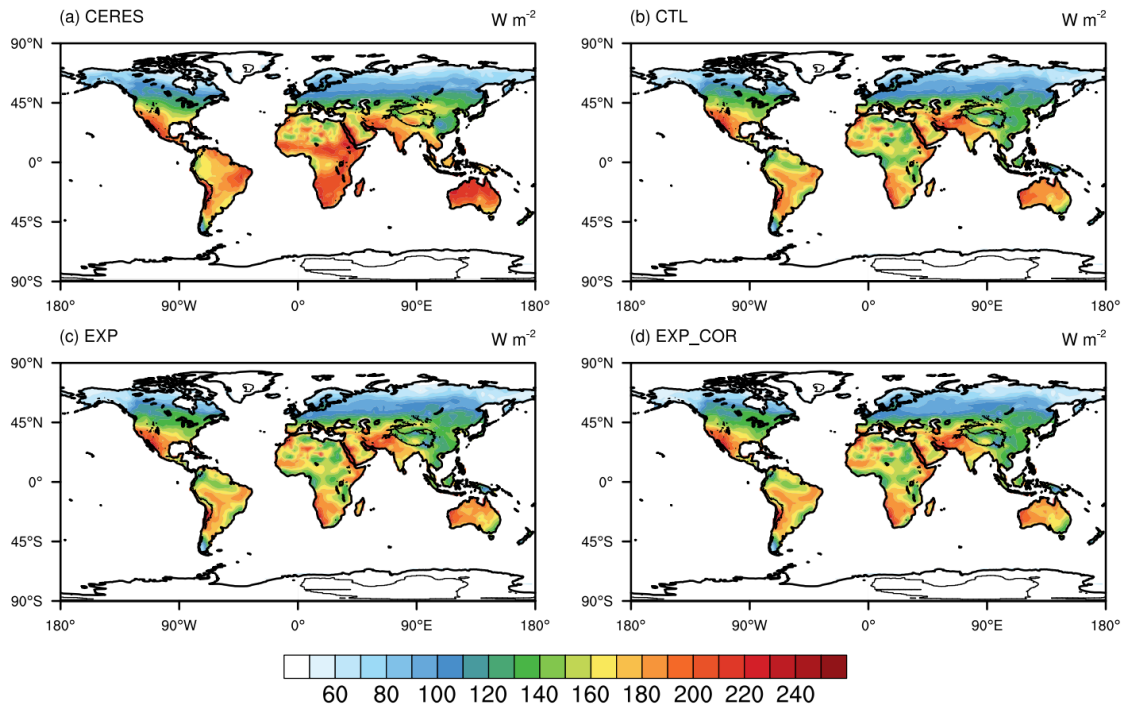 (a) CERES W m-2 (b) CTL W m-2
90°N 90°N
45°N 45°N
0° 0°
45°S 45°S
90°S 90°S
180° 90°W 0° 90°E 180° 180° 90°W 0° 90°E 180°
(c) EXP W m-2 (d) EXP_COR W m-2
90°N 90°N
45°N 45°N
0° 0°
45°S 45°S
90°S 90°S
180° 90°W 0° 90°E 180° 180° 90°W 0° 90°E 180°
60 80 100 120 140 160 180 200 220 240